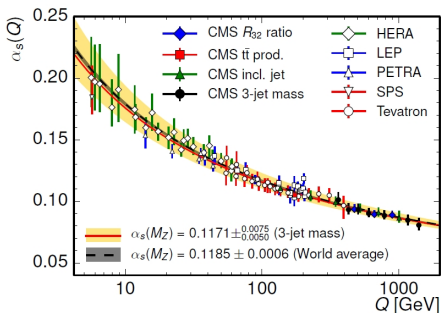 αs(Q)
0.25
0.20
0.15
0.10
0.05
CMS R32 ratio
CMS tt̄ prod.
CMS incl. jet
CMS 3-jet mass
HERA
LEP
PETRA
SPS
Tevatron
αs(MZ) = 0.1171±0.0075 0.0050 (3-jet mass)
αs(MZ) = 0.1185 ± 0.0006 (World average)
10
100
1000
Q [GeV]